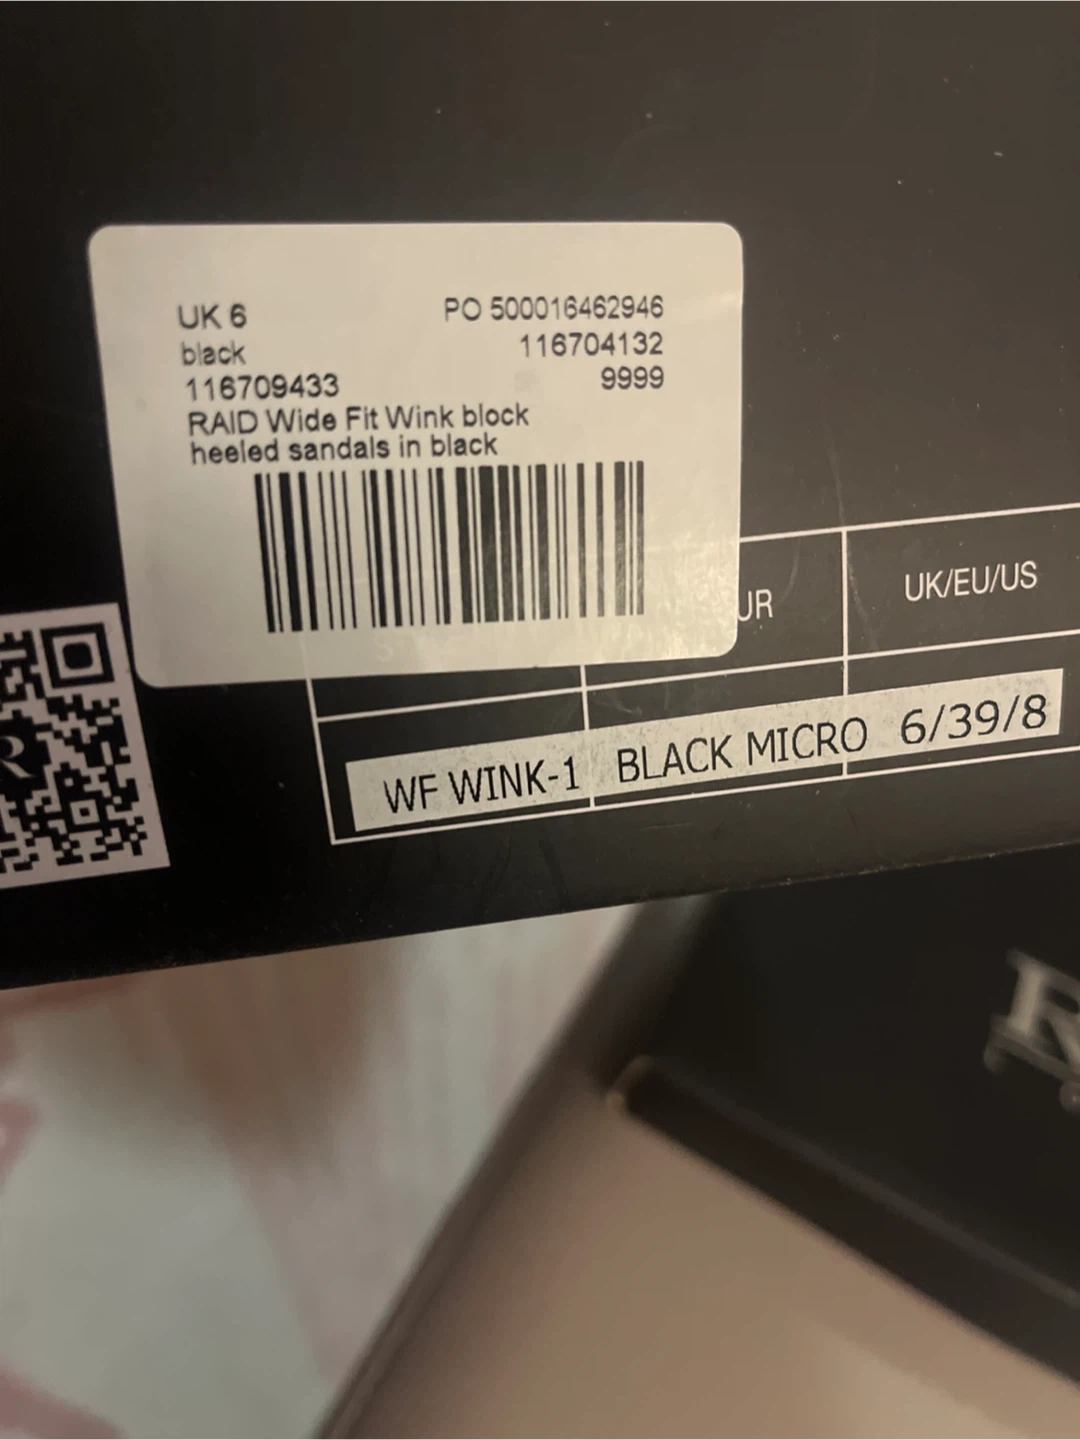 UK 6
PO 500016462946
black
116704132
116709433
9999
RAID Wide Fit Wink block
heeled sandals in black
UR
UK/EU/US
WF WINK-1 BLACK MICRO 6/39/8
R
R